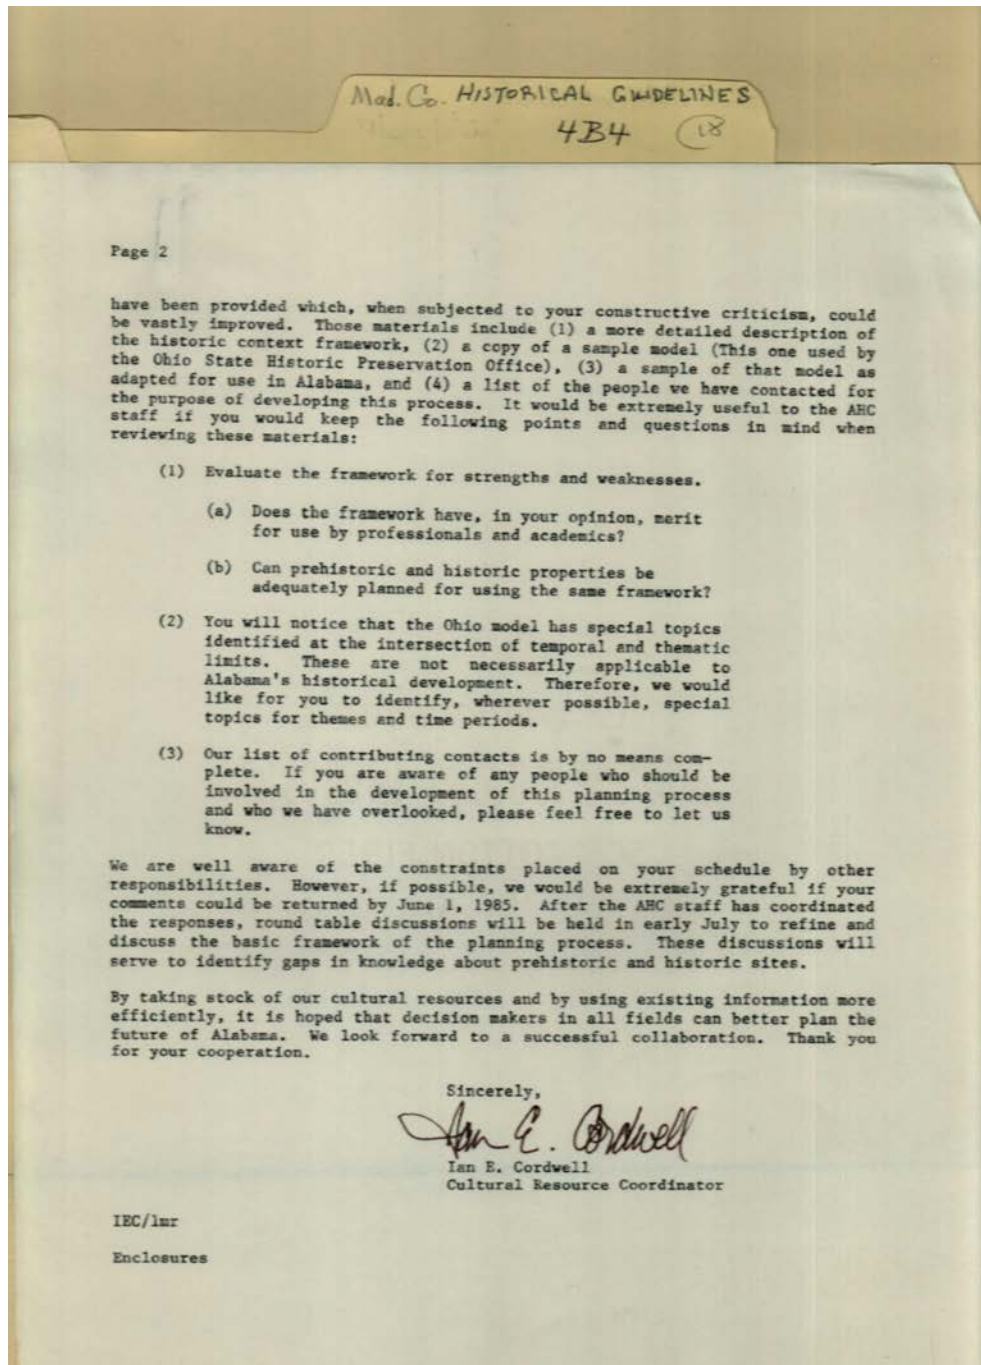 Mad. Co. HISTORICAL GUIDELINES
4B4 18
Page 2
have been provided which, when subjected to your constructive criticism, could
be vastly improved. Those materials include (1) a more detailed description of
the historic context framework, (2) a copy of a sample model (This one used by
the Ohio State Historic Preservation Office), (3) a sample of that model as
adapted for use in Alabama, and (4) a list of the people we have contacted for
the purpose of developing this process. It would be extremely useful to the AHC
staff if you would keep the following points and questions in mind when
reviewing these materials:
(1) Evaluate the framework for strengths and weaknesses.
(a) Does the framework have, in your opinion, merit
for use by professionals and academics?
(b) Can prehistoric and historic properties be
adequately planned for using the same framework?
(2) You will notice that the Ohio model has special topics
identified at the intersection of temporal and thematic
limits. These are not necessarily applicable to
Alabama's historical development. Therefore, we would
like for you to identify, wherever possible, special
topics for themes and time periods.
(3) Our list of contributing contacts is by no means com-
plete. If you are aware of any people who should be
involved in the development of this planning process
and who we have overlooked, please feel free to let us
know.
We are well aware of the constraints placed on your schedule by other
responsibilities. However, if possible, we would be extremely grateful if your
comments could be returned by June 1, 1985. After the AHC staff has coordinated
the responses, round table discussions will be held in early July to refine and
discuss the basic framework of the planning process. These discussions will
serve to identify gaps in knowledge about prehistoric and historic sites.
By taking stock of our cultural resources and by using existing information more
efficiently, it is hoped that decision makers in all fields can better plan the
future of Alabama. We look forward to a successful collaboration. Thank you
for your cooperation.
Sincerely,
Ian E. Cordwell
Ian E. Cordwell
Cultural Resource Coordinator
IEC/lmr
Enclosures